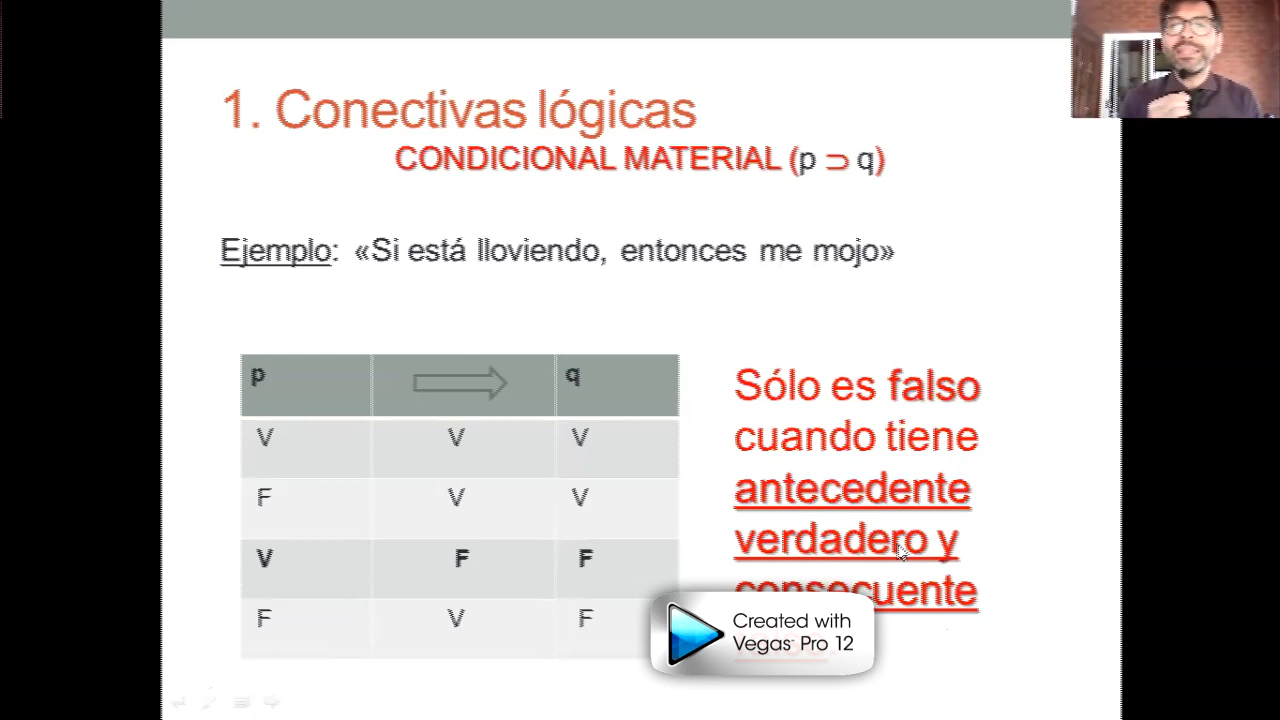 1. Conectivas lógicas
CONDICIONAL MATERIAL (p ⊃ q)
Ejemplo: «Si está lloviendo, entonces me mojo»
p q
V V V
F V V
V F F
F V F
Sólo es falso
cuando tiene
antecedente
verdadero y
consecuente
Created with
Vegas Pro 12